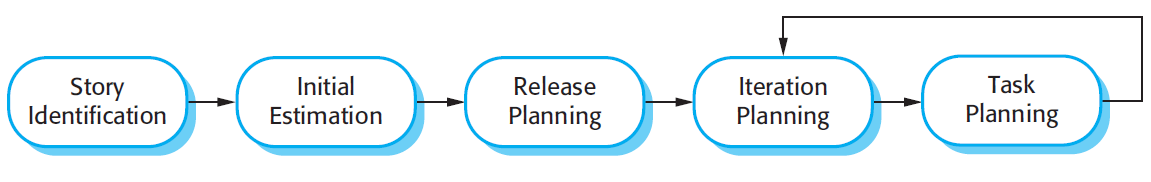 Story
Identification
Initial
Estimation
Release
Planning
Iteration
Planning
Task
Planning